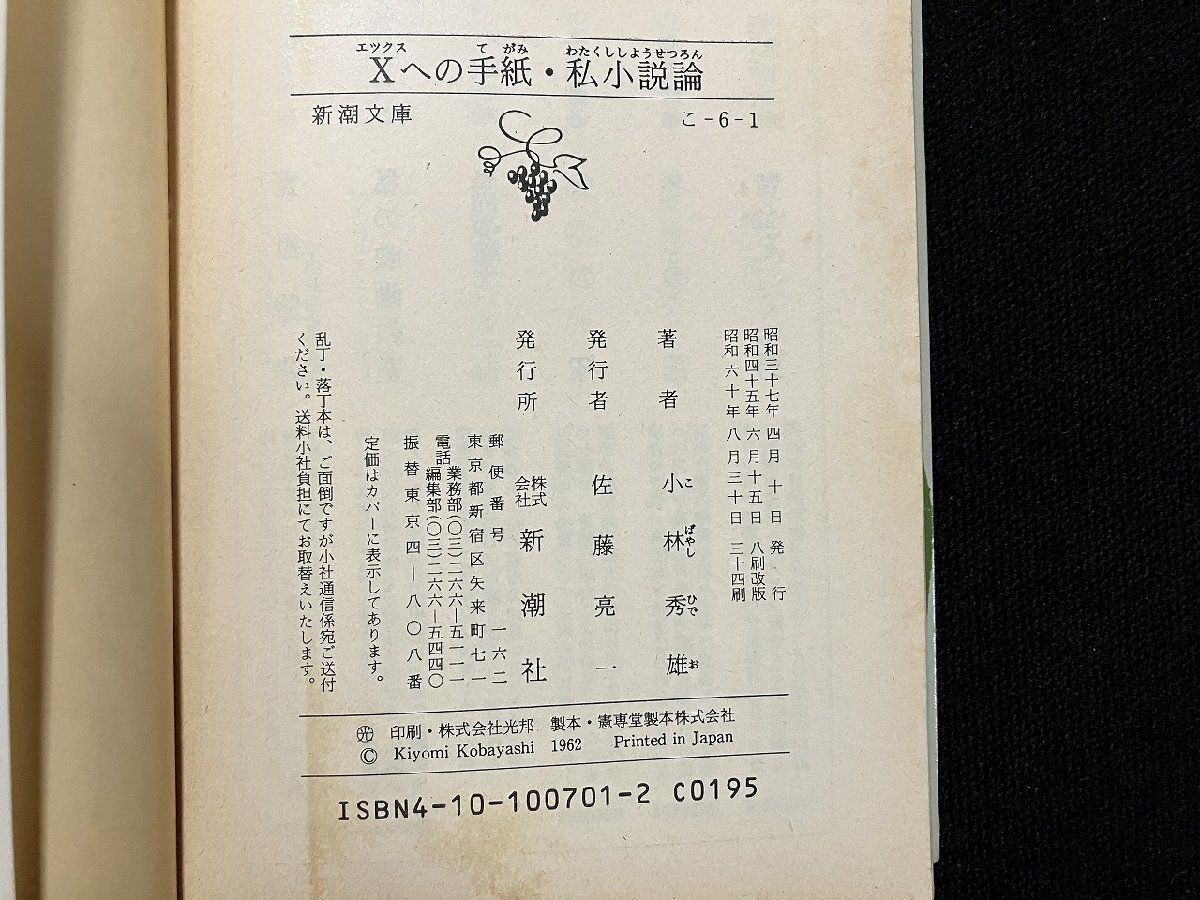 エツクス てがみ わたくししようせつろん
Xへの手紙・私小説論
新潮文庫 こ-6-1
昭和三十七年四月十日発行
昭和四十五年六月十五日八刷改版
昭和六十年八月三十日三十四刷
著者 小林秀雄
こばやしひでお
発行者 佐藤亮一
発行所 株式会社新潮社
郵便番号 一六二
東京都新宿区矢来町七一
電話 業務部(〇三)二六六―五一一一
編集部(〇三)二六六―五四四〇
振替東京四―八〇八番
定価はカバーに表示してあります。
乱丁・落丁本は、ご面倒ですが小社通信係宛ご送付
ください。送料小社負担にてお取替えいたします。
㊋印刷・株式会社光邦 製本・憲専堂製本株式会社
© Kiyomi Kobayashi 1962 Printed in Japan
ISBN4-10-100701-2 C0195